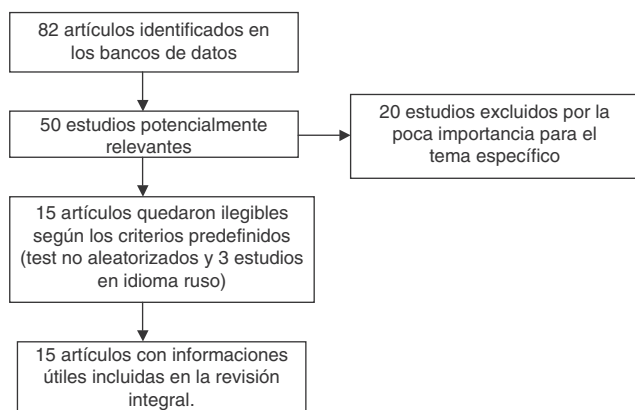 82 artículos identificados en
los bancos de datos
50 estudios potencialmente
relevantes
20 estudios excluidos por la
poca importancia para el
tema específico
15 artículos quedaron ilegibles
según los criterios predefinidos
(test no aleatorizados y 3 estudios
en idioma ruso)
15 artículos con informaciones
útiles incluidas en la revisión
integral.